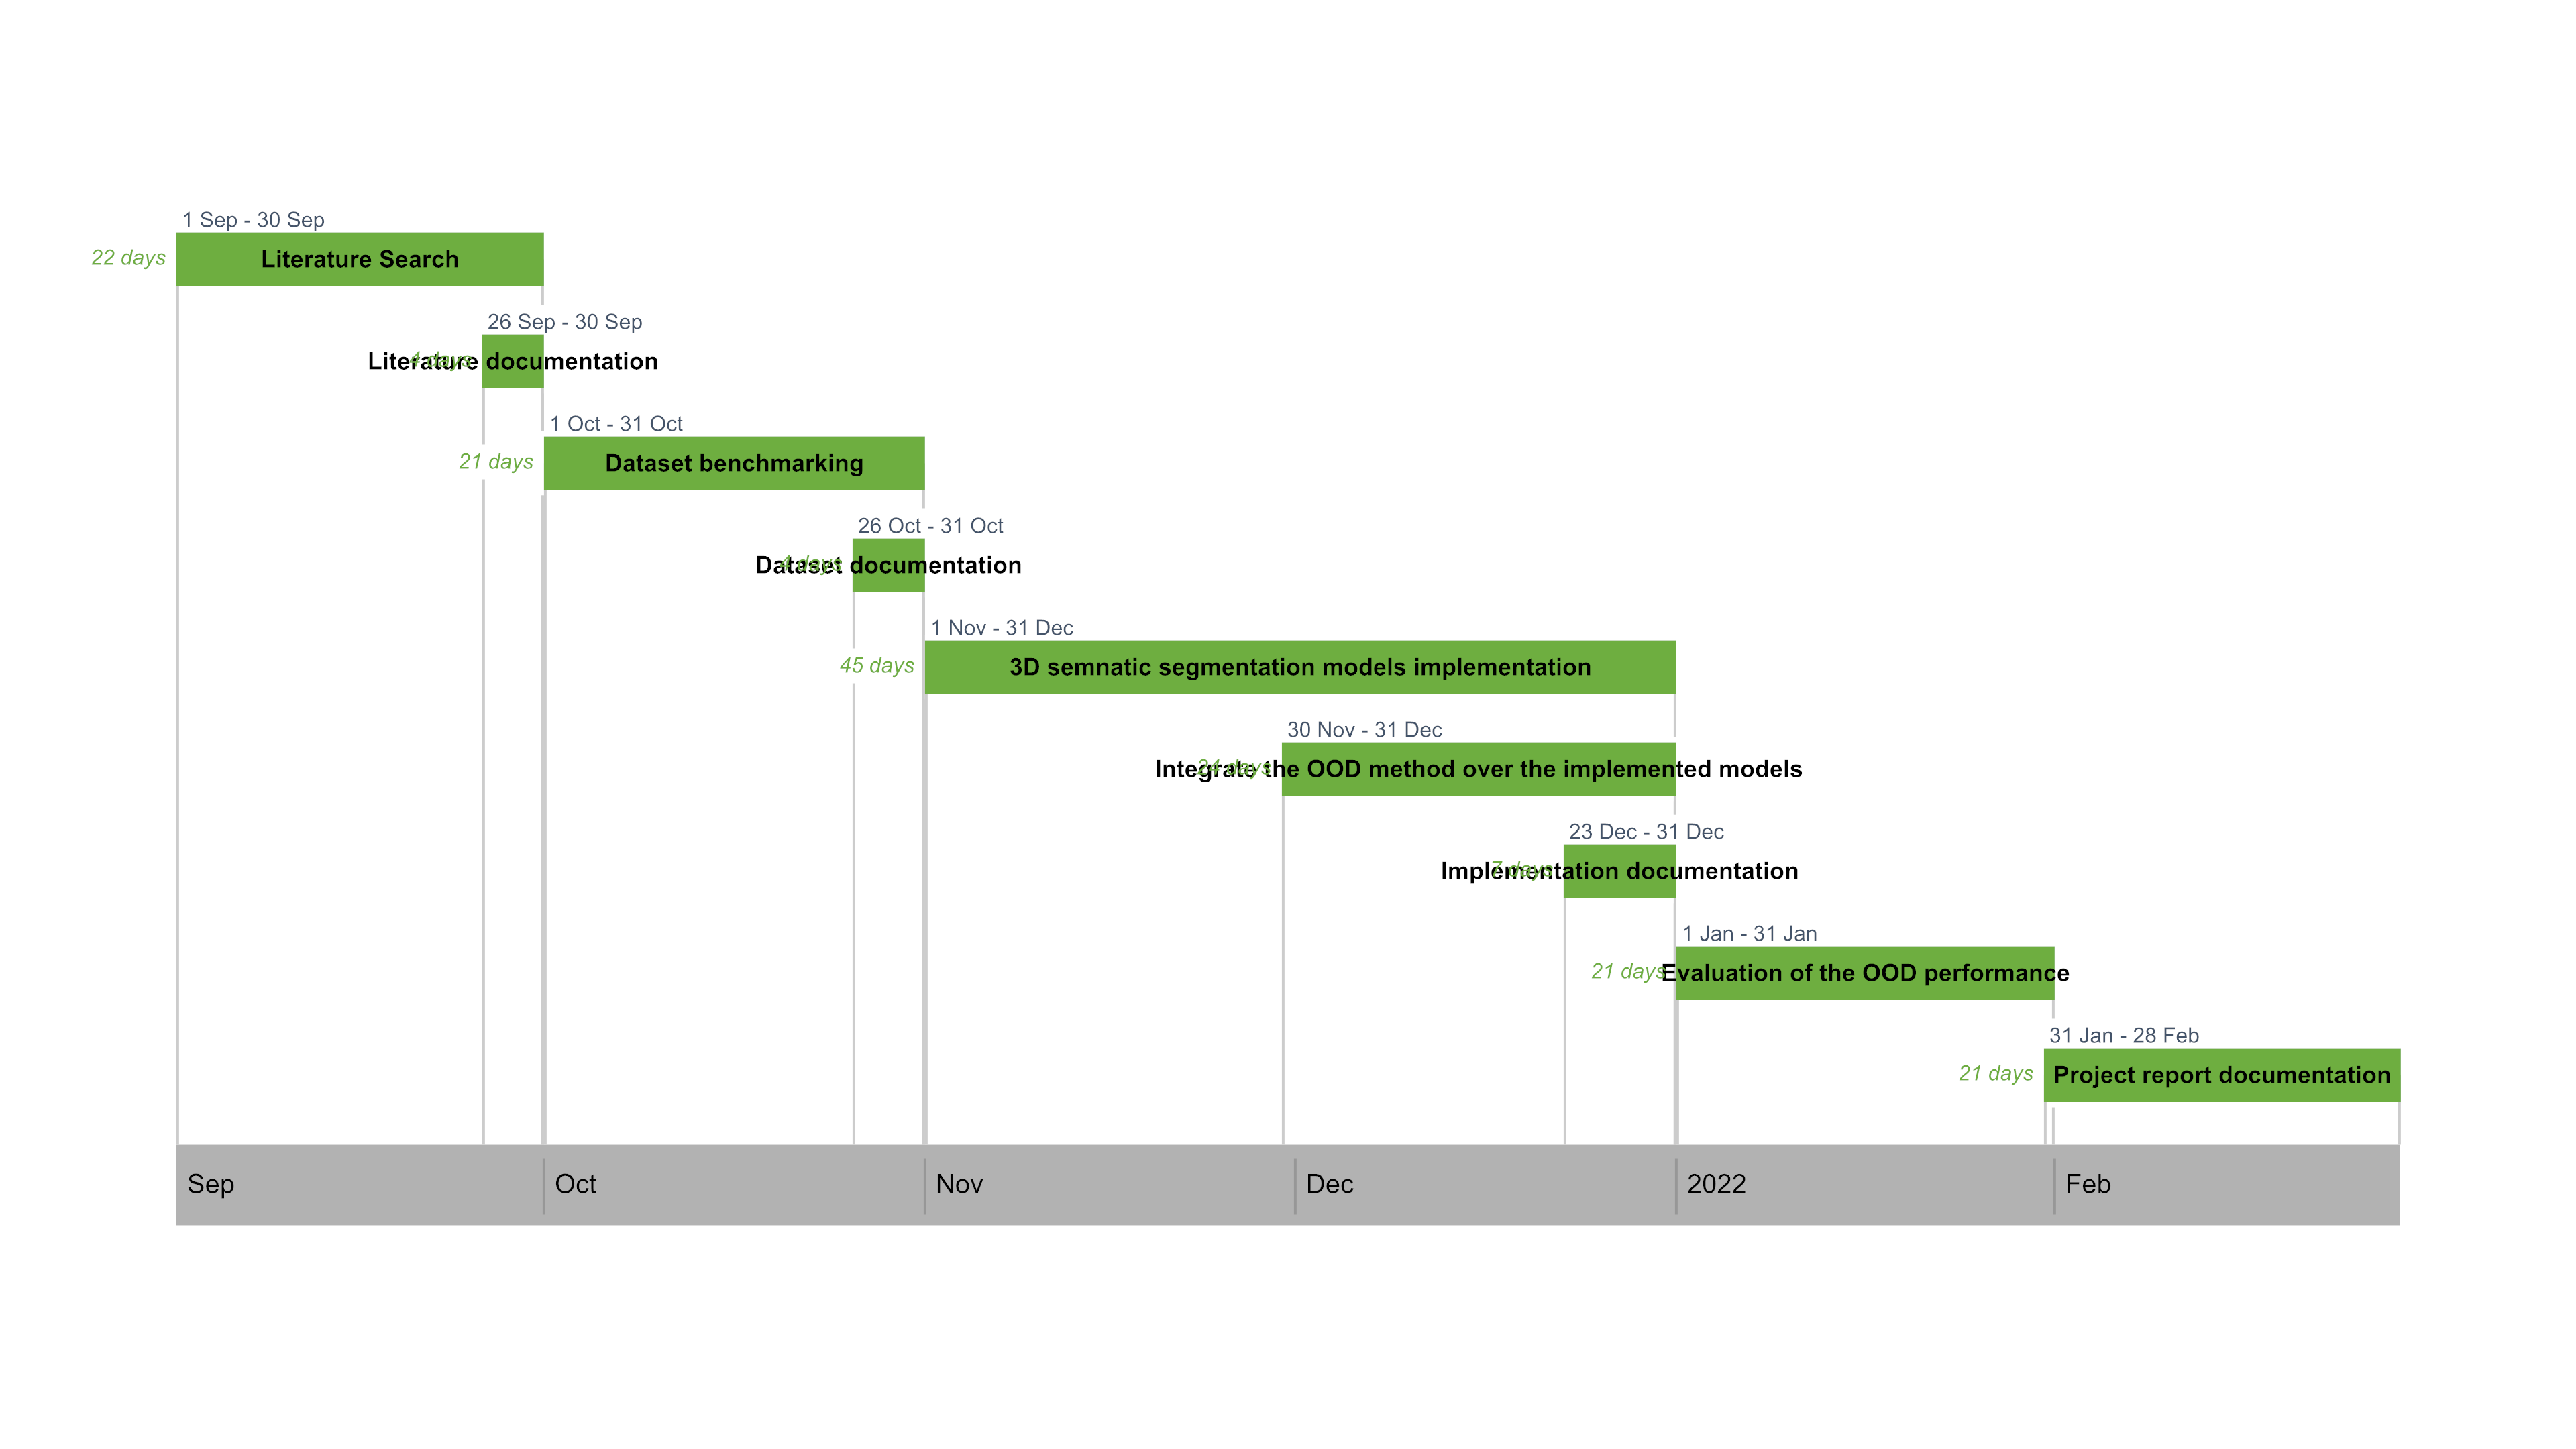 1 Sep - 30 Sep
22 days
Literature Search
26 Sep - 30 Sep
4 days
Literature documentation
1 Oct - 31 Oct
21 days
Dataset benchmarking
26 Oct - 31 Oct
4 days
Dataset documentation
1 Nov - 31 Dec
45 days
3D semnatic segmentation models implementation
30 Nov - 31 Dec
24 days
Integrate the OOD method over the implemented models
23 Dec - 31 Dec
7 days
Implementation documentation
1 Jan - 31 Jan
21 days
Evaluation of the OOD performance
31 Jan - 28 Feb
21 days
Project report documentation
Sep Oct Nov Dec 2022 Feb